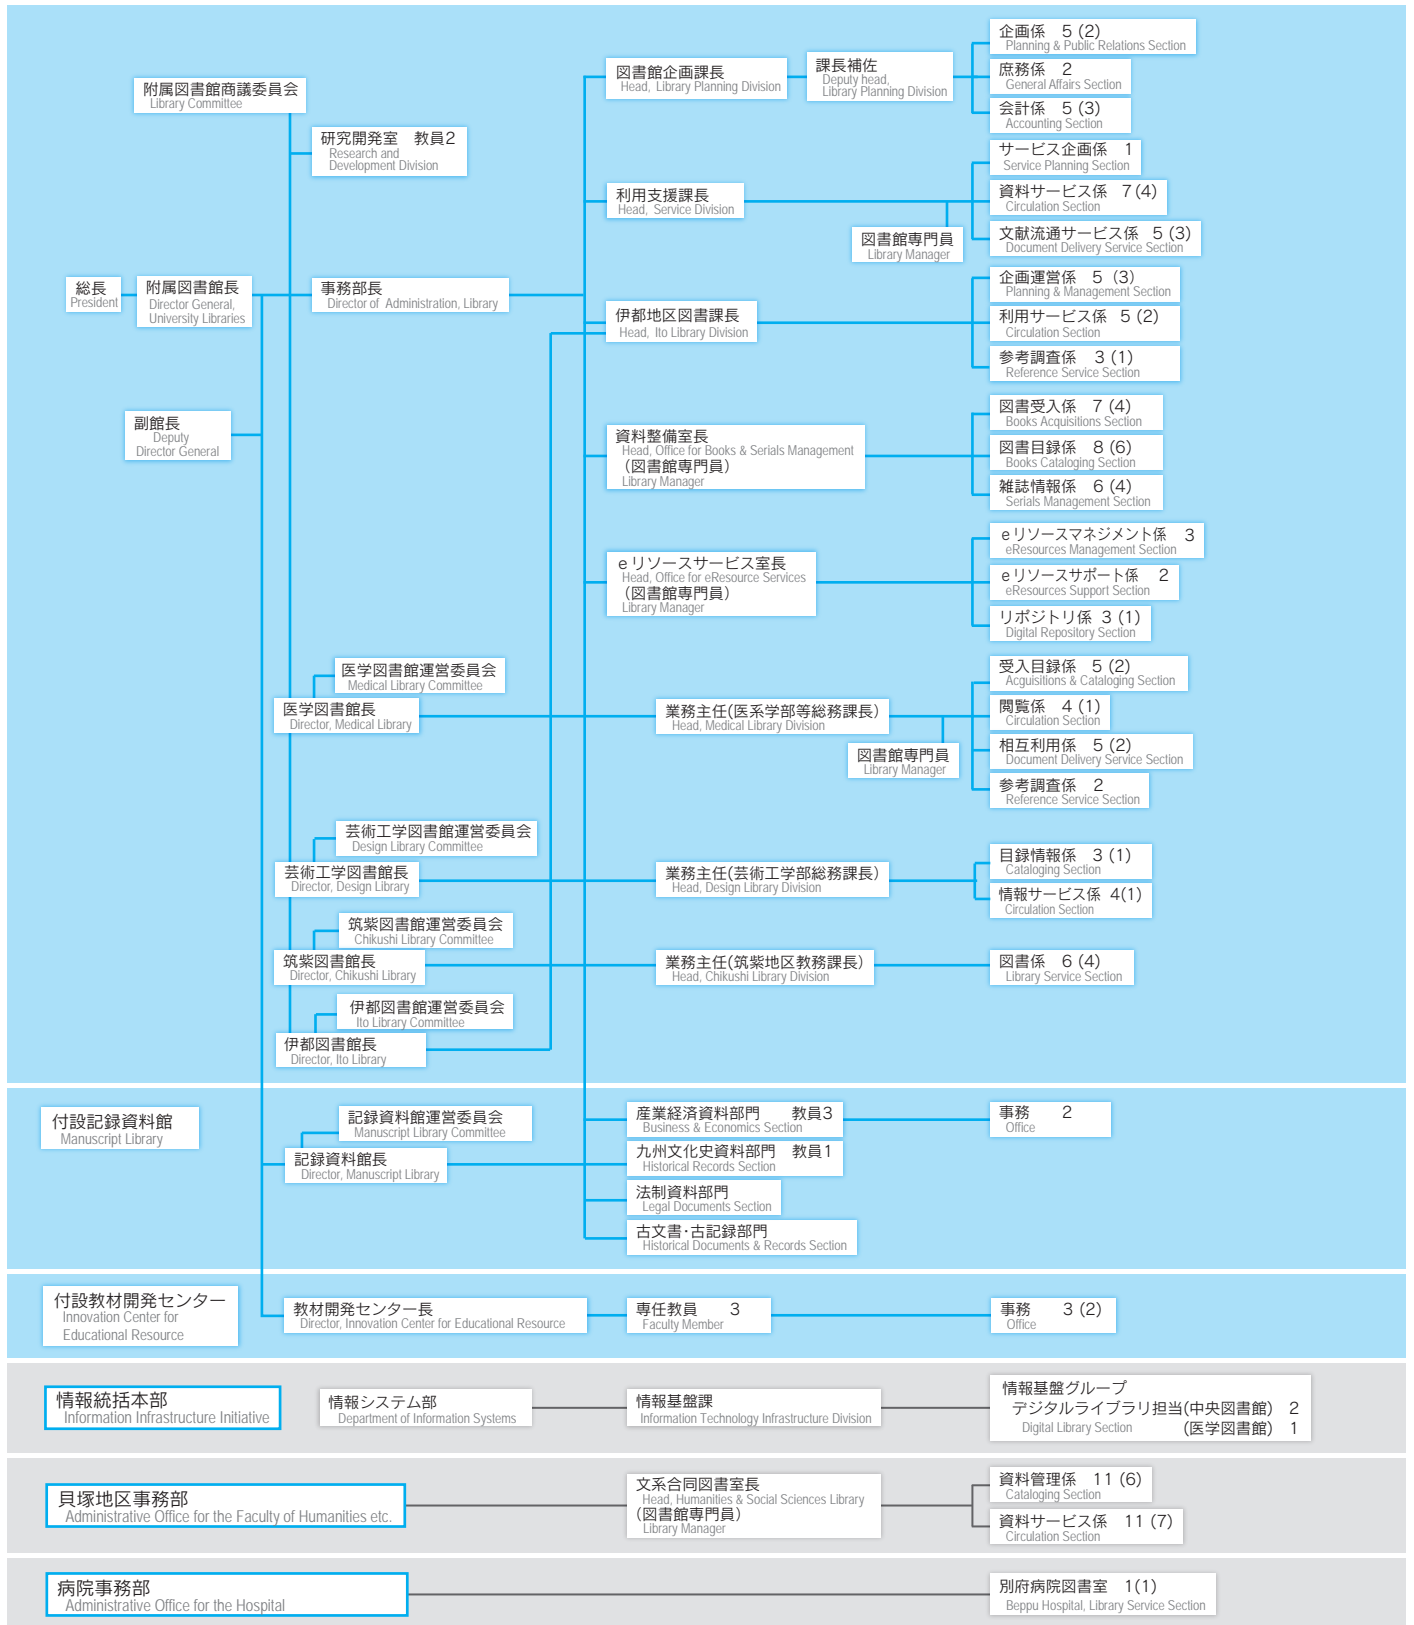 附属図書館商議委員会
Library Committee
研究開発室　教員2
Research and
Development Division
総長
President
附属図書館長
Director General,
University Libraries
副館長
Deputy
Director General
事務部長
Director of Administration, Library
図書館企画課長
Head, Library Planning Division
課長補佐
Deputy head,
Library Planning Division
企画係　5 (2)
Planning & Public Relations Section
庶務係　2
General Affairs Section
会計係　5 (3)
Accounting Section
利用支援課長
Head, Service Division
図書館専門員
Library Manager
サービス企画係　1
Service Planning Section
資料サービス係　7 (4)
Circulation Section
文献流通サービス係　5 (3)
Document Delivery Service Section
伊都地区図書課長
Head, Ito Library Division
企画運営係　5 (3)
Planning & Management Section
利用サービス係　5 (2)
Circulation Section
参考調査係　3 (1)
Reference Service Section
資料整備室長
Head, Office for Books & Serials Management
（図書館専門員）
Library Manager
図書受入係　7 (4)
Books Acquisitions Section
図書目録係　8 (6)
Books Cataloging Section
雑誌情報係　6 (4)
Serials Management Section
eリソースサービス室長
Head, Office for eResource Services
（図書館専門員）
Library Manager
eリソースマネジメント係　3
eResources Management Section
eリソースサポート係　2
eResources Support Section
リポジトリ係 3 (1)
Digital Repository Section
医学図書館運営委員会
Medical Library Committee
医学図書館長
Director, Medical Library
業務主任(医系学部等総務課長)
Head, Medical Library Division
図書館専門員
Library Manager
受入目録係　5 (2)
Acquisitions & Cataloging Section
閲覧係　4 (1)
Circulation Section
相互利用係　5 (2)
Document Delivery Service Section
参考調査係　2
Reference Service Section
芸術工学図書館運営委員会
Design Library Committee
芸術工学図書館長
Director, Design Library
業務主任(芸術工学部総務課長)
Head, Design Library Division
目録情報係　3 (1)
Cataloging Section
情報サービス係　4(1)
Circulation Section
筑紫図書館運営委員会
Chikushi Library Committee
筑紫図書館長
Director, Chikushi Library
業務主任(筑紫地区教務課長)
Head, Chikushi Library Division
図書係　6 (4)
Library Service Section
伊都図書館運営委員会
Ito Library Committee
伊都図書館長
Director, Ito Library
付設記録資料館
Manuscript Library
記録資料館運営委員会
Manuscript Library Committee
記録資料館長
Director, Manuscript Library
産業経済資料部門　教員3
Business & Economics Section
事務　2
Office
九州文化史資料部門　教員1
Historical Records Section
法制資料部門
Legal Documents Section
古文書・古記録部門
Historical Documents & Records Section
付設教材開発センター
Innovation Center for
Educational Resource
教材開発センター長
Director, Innovation Center for Educational Resource
専任教員　3
Faculty Member
事務　3 (2)
Office
情報統括本部
Information Infrastructure Initiative
情報システム部
Department of Information Systems
情報基盤課
Information Technology Infrastructure Division
情報基盤グループ
デジタルライブラリ担当(中央図書館)　2
Digital Library Section　(医学図書館)　1
貝塚地区事務部
Administrative Office for the Faculty of Humanities etc.
文系合同図書室長
Head, Humanities & Social Sciences Library
(図書館専門員)
Library Manager
資料管理係　11 (6)
Cataloging Section
資料サービス係　11 (7)
Circulation Section
病院事務部
Administrative Office for the Hospital
別府病院図書室　1(1)
Beppu Hospital, Library Service Section